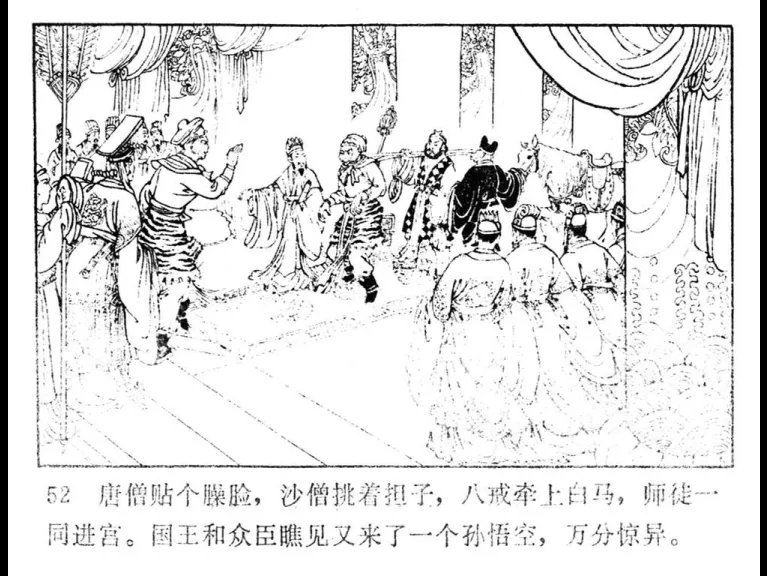 52 唐僧贴个臊脸，沙僧挑着担子，八戒牵上白马，师徒一
同进宫。国王和众臣瞧见又来了一个孙悟空，万分惊异。